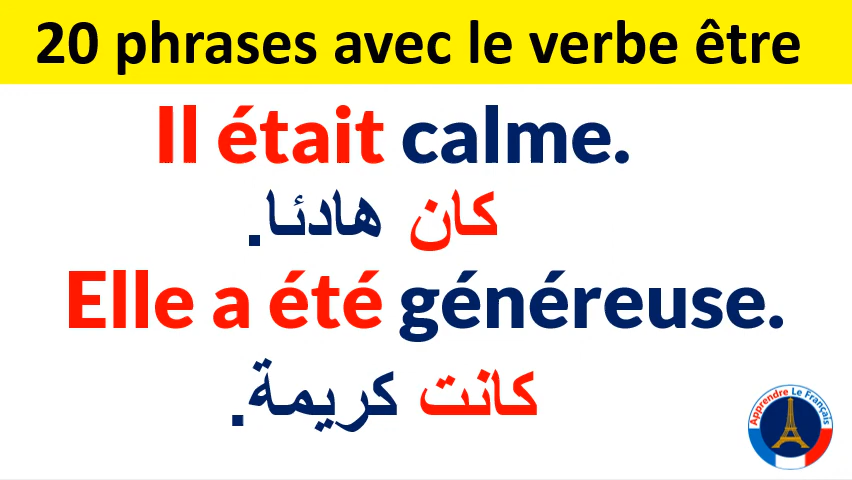 20 phrases avec le verbe être
Il était calme.
كان هادئا.
Elle a été généreuse.
كانت كريمة.
Apprendre Le Français